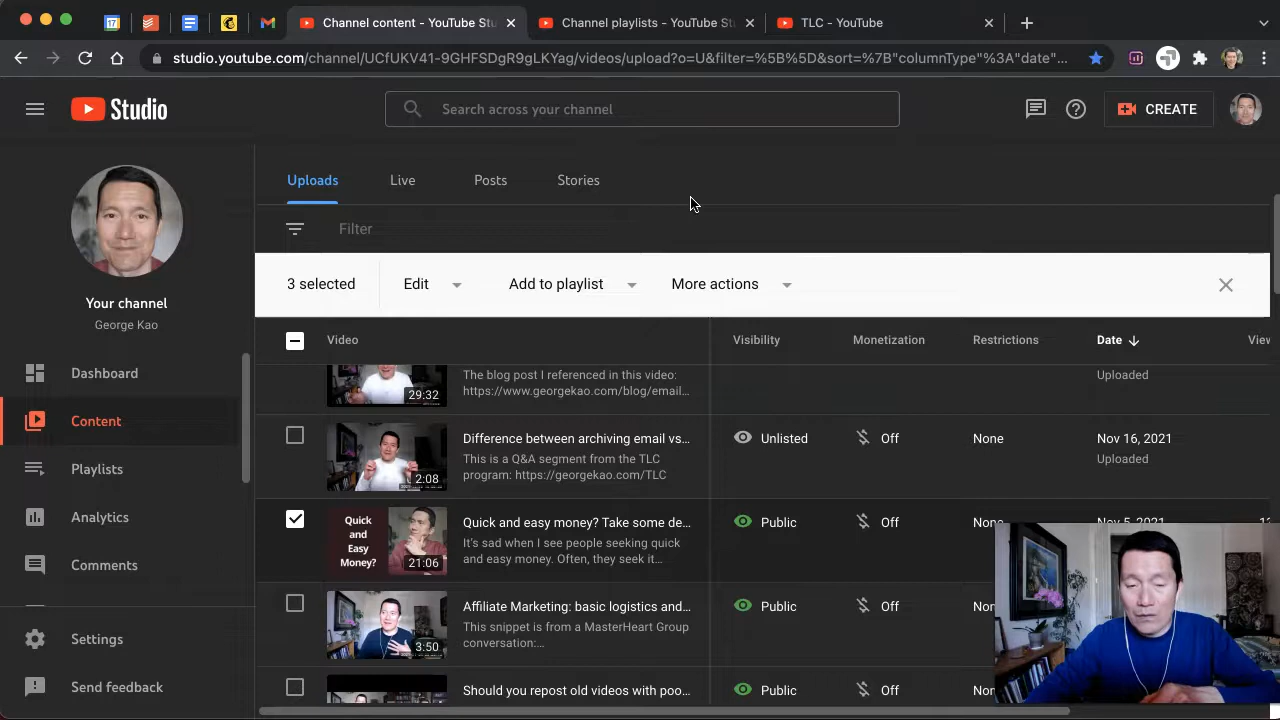 Channel content - YouTube Stu
Channel playlists - YouTube S
TLC - YouTube
studio.youtube.com/channel/UCfUKV41-9GHFSDgR9gLKYag/videos/upload?o=U&filter=%5B%5D&sort=%7B"columnType"%3A"date"...
Studio
Search across your channel
CREATE
Your channel
George Kao
Dashboard
Content
Playlists
Analytics
Comments
Settings
Send feedback
Uploads
Live
Posts
Stories
Filter
3 selected
Edit
Add to playlist
More actions
Video
Visibility
Monetization
Restrictions
Date
View
29:32
The blog post I referenced in this video:
https://www.georgekao.com/blog/email...
Uploaded
2:08
Difference between archiving email vs...
This is a Q&A segment from the TLC
program: https://georgekao.com/TLC
Unlisted
Off
None
Nov 16, 2021
Uploaded
Quick
and
Easy
Money?
21:06
Quick and easy money? Take some de...
It's sad when I see people seeking quick
and easy money. Often, they seek it...
Public
Off
None
Nov 5, 2021
3:50
Affiliate Marketing: basic logistics and...
This snippet is from a MasterHeart Group
conversation:...
Public
Off
Should you repost old videos with poo...
Public
Off